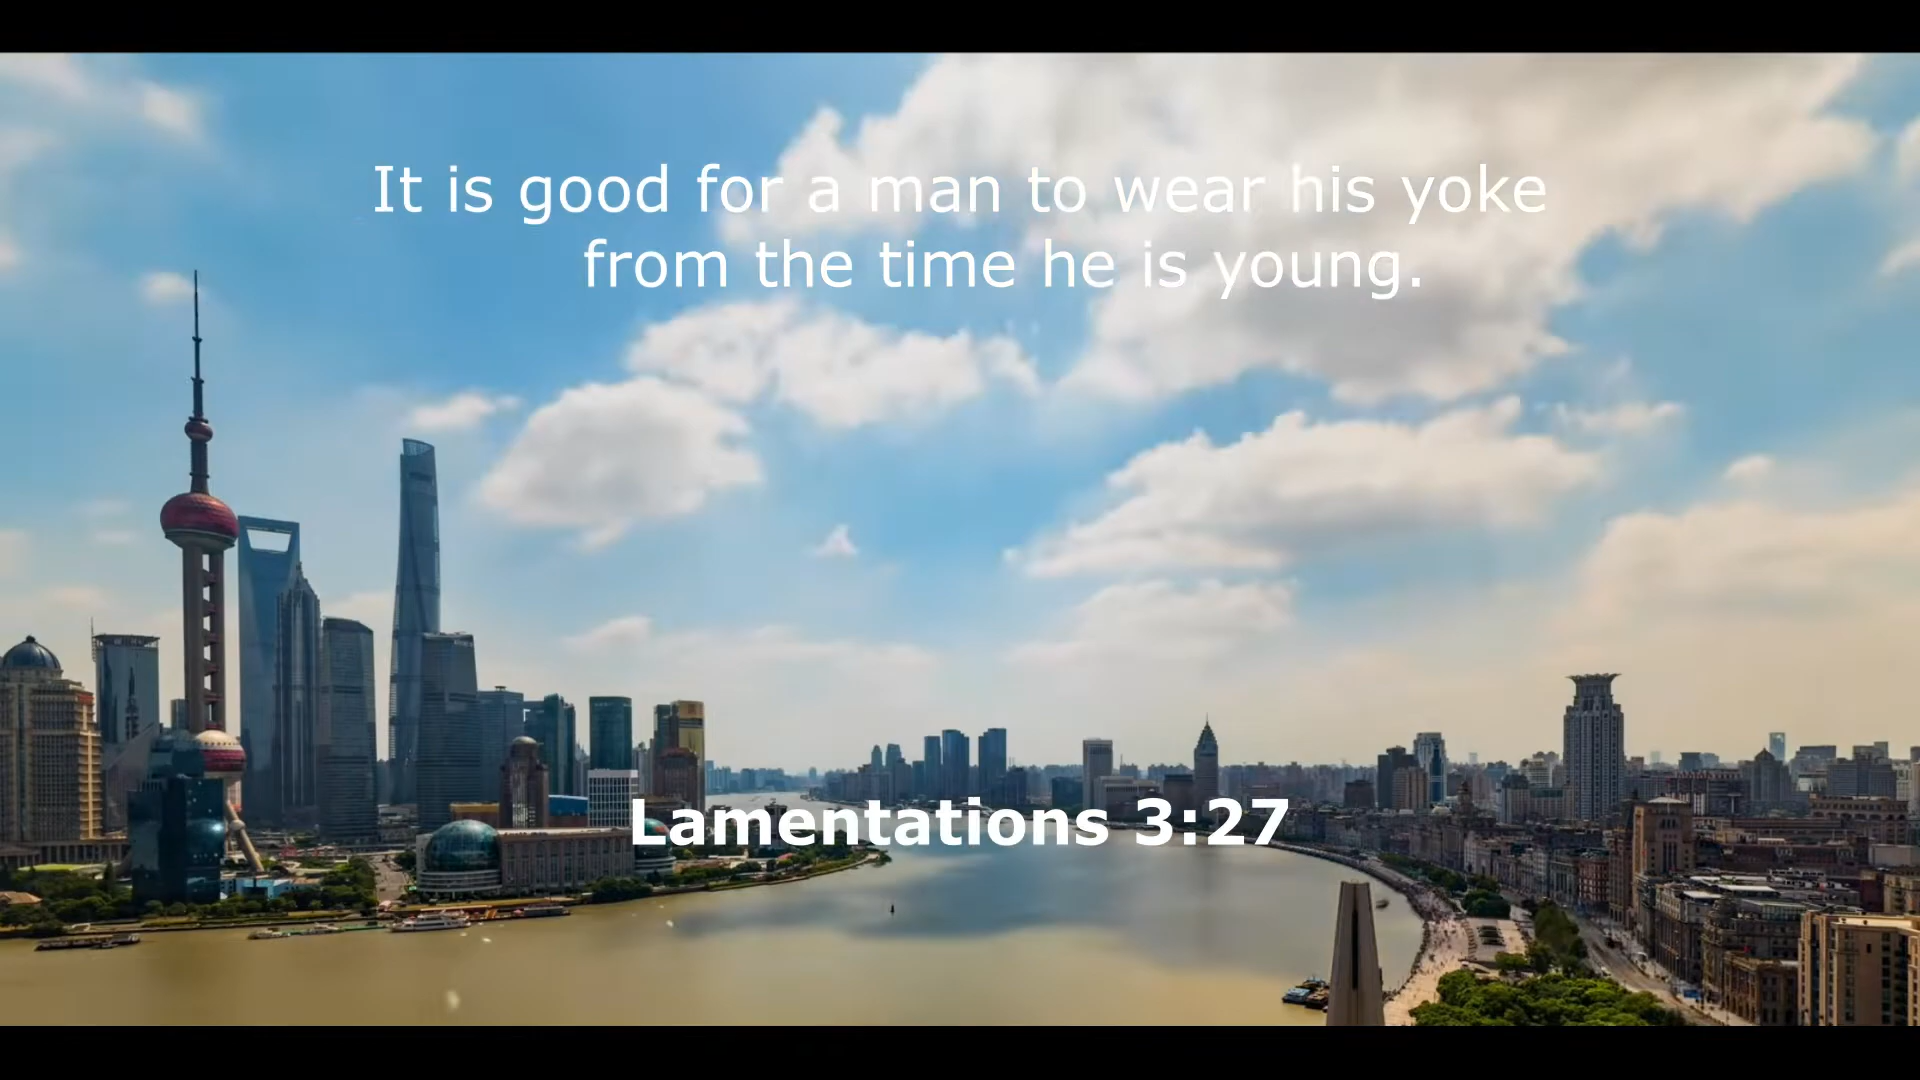 It is good for a man to wear his yoke
from the time he is young.
Lamentations 3:27